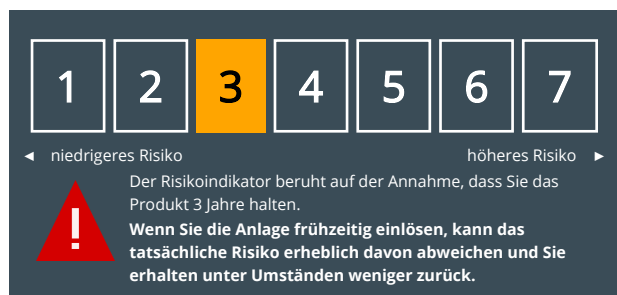 1 2 3 4 5 6 7
◄ niedrigeres Risiko höheres Risiko ►
Der Risikoindikator beruht auf der Annahme, dass Sie das
Produkt 3 Jahre halten.
Wenn Sie die Anlage frühzeitig einlösen, kann das
tatsächliche Risiko erheblich davon abweichen und Sie
erhalten unter Umständen weniger zurück.
!